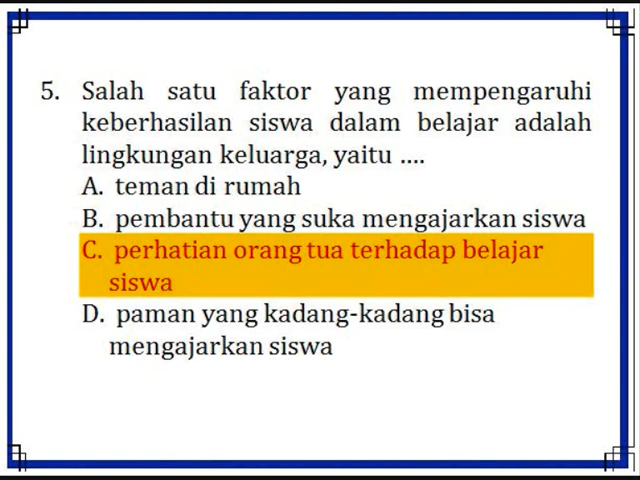 5. Salah satu faktor yang mempengaruhi
keberhasilan siswa dalam belajar adalah
lingkungan keluarga, yaitu ....
A. teman di rumah
B. pembantu yang suka mengajarkan siswa
C. perhatian orang tua terhadap belajar
siswa
D. paman yang kadang-kadang bisa
mengajarkan siswa